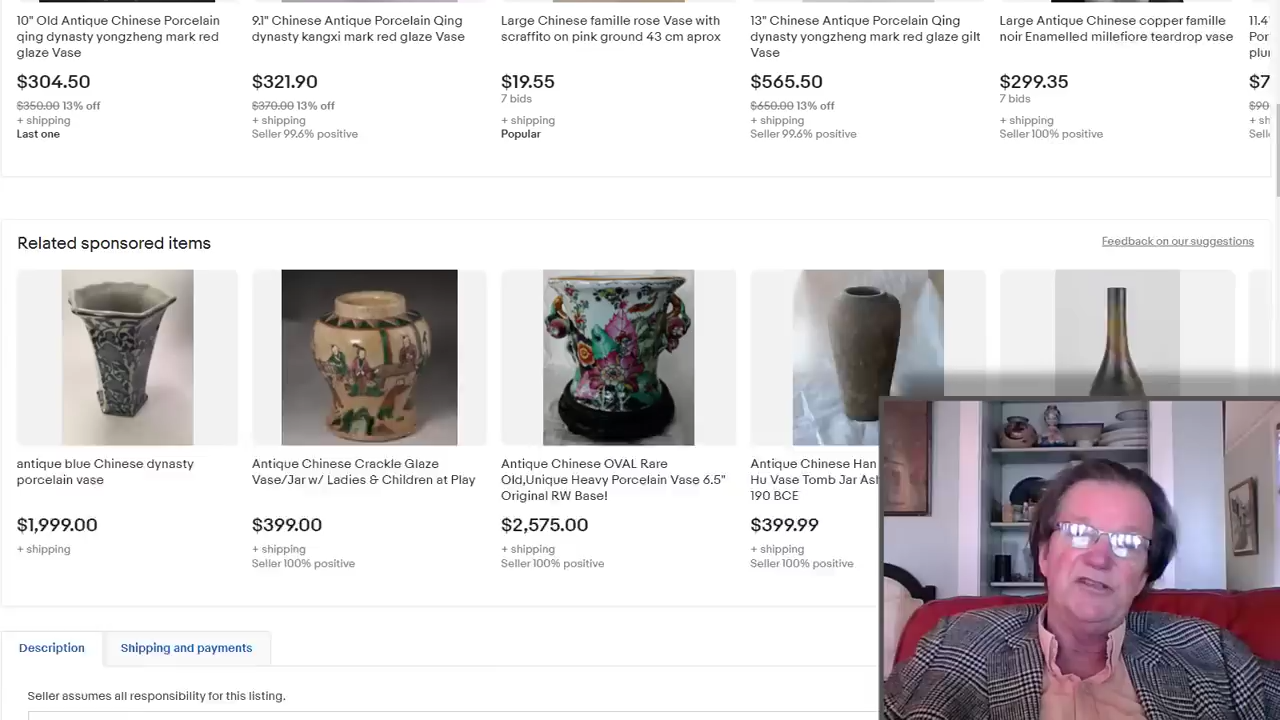 10" Old Antique Chinese Porcelain
qing dynasty yongzheng mark red
glaze Vase
$304.50
$350.00 13% off
+ shipping
Last one
9.1" Chinese Antique Porcelain Qing
dynasty kangxi mark red glaze Vase
$321.90
$370.00 13% off
+ shipping
Seller 99.6% positive
Large Chinese famille rose Vase with
scraffito on pink ground 43 cm aprox
$19.55
7 bids
+ shipping
Popular
13" Chinese Antique Porcelain Qing
dynasty yongzheng mark red glaze gilt
Vase
$565.50
$650.00 13% off
+ shipping
Seller 99.6% positive
Large Antique Chinese copper famille
noir Enamelled millefiore teardrop vase
$299.35
7 bids
+ shipping
Seller 100% positive
11.4
Por
plu
$7
$90
+ sh
Selle
Related sponsored items
Feedback on our suggestions
antique blue Chinese dynasty
porcelain vase
$1,999.00
+ shipping
Antique Chinese Crackle Glaze
Vase/Jar w/ Ladies & Children at Play
$399.00
+ shipping
Seller 100% positive
Antique Chinese OVAL Rare
Old,Unique Heavy Porcelain Vase 6.5"
Original RW Base!
$2,575.00
+ shipping
Seller 100% positive
Antique Chinese Han
Hu Vase Tomb Jar Ash
190 BCE
$399.99
+ shipping
Seller 100% positive
Description
Shipping and payments
Seller assumes all responsibility for this listing.